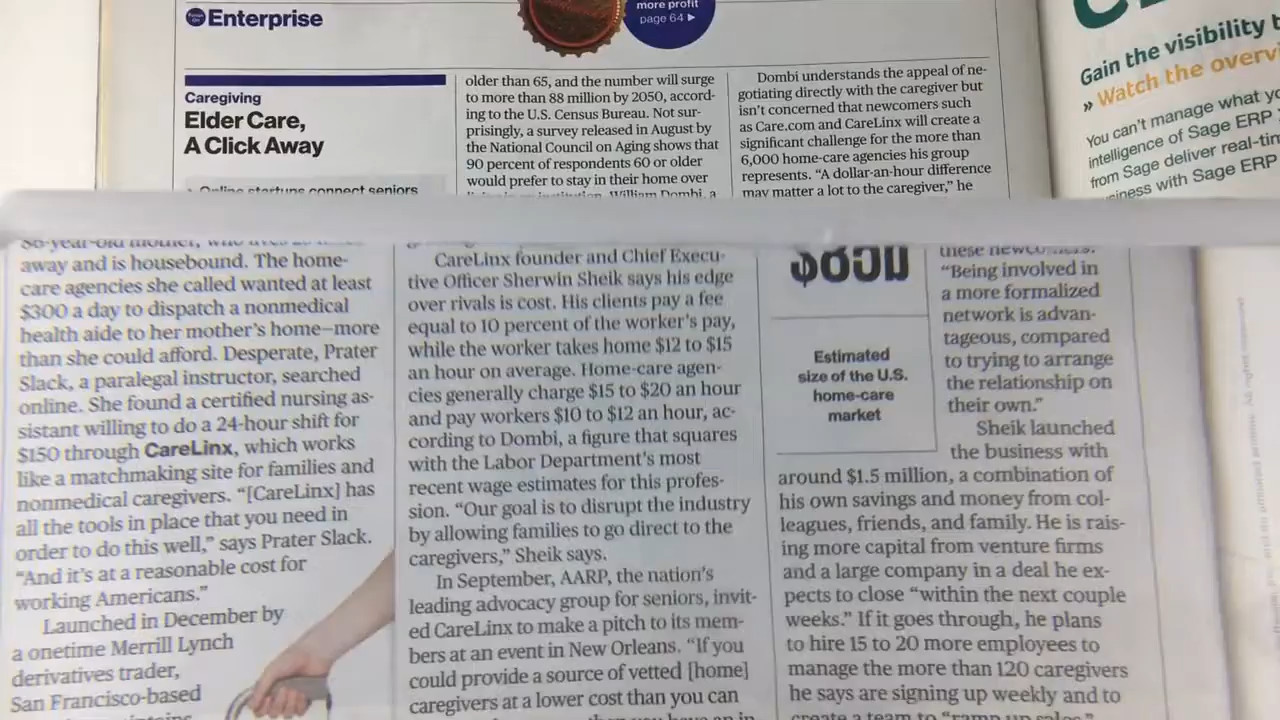 Enterprise
more profit
page 64
Caregiving
Elder Care,
A Click Away
Online startups connect seniors
older than 65, and the number will surge
to more than 88 million by 2050, accord-
ing to the U.S. Census Bureau. Not sur-
prisingly, a survey released in August by
the National Council on Aging shows that
90 percent of respondents 60 or older
would prefer to stay in their home over
William Dombi, a
Dombi understands the appeal of ne-
gotiating directly with the caregiver but
isn't concerned that newcomers such
as Care.com and CareLinx will create a
significant challenge for the more than
6,000 home-care agencies his group
represents. “A dollar-an-hour difference
may matter a lot to the caregiver,” he
Gain the visibility
» Watch the
You can't manage what
intelligence of Sage ERP
from Sage deliver
with Sage ERP
86-year-old mother, who lives
away and is housebound. The home-
care agencies she called wanted at least
$300 a day to dispatch a nonmedical
health aide to her mother's home—more
than she could afford. Desperate, Prater
Slack, a paralegal instructor, searched
online. She found a certified nursing as-
sistant willing to do a 24-hour shift for
$150 through CareLinx, which works
like a matchmaking site for families and
nonmedical caregivers. “[CareLinx] has
all the tools in place that you need in
order to do this well,” says Prater Slack.
“And it's at a reasonable cost for
working Americans.”
Launched in December by
a onetime Merrill Lynch
derivatives trader,
San Francisco-based
CareLinx founder and Chief Execu-
tive Officer Sherwin Sheik says his edge
over rivals is cost. His clients pay a fee
equal to 10 percent of the worker's pay,
while the worker takes home $12 to $15
an hour on average. Home-care agen-
cies generally charge $15 to $20 an hour
and pay workers $10 to $12 an hour, ac-
cording to Dombi, a figure that squares
with the Labor Department's most
recent wage estimates for this profes-
sion. “Our goal is to disrupt the industry
by allowing families to go direct to the
caregivers,” Sheik says.
In September, AARP, the nation's
leading advocacy group for seniors, invit-
ed CareLinx to make a pitch to its mem-
bers at an event in New Orleans. “If you
could provide a source of vetted [home]
caregivers at a lower cost than you can
Estimated
size of the U.S.
home-care
market
these
“Being involved in
a more formalized
network is advan-
tageous, compared
to trying to arrange
the relationship on
their own.”
Sheik launched
the business with
around $1.5 million, a combination of
his own savings and money from col-
leagues, friends, and family. He is rais-
ing more capital from venture firms
and a large company in a deal he ex-
pects to close “within the next couple
weeks.” If it goes through, he plans
to hire 15 to 20 more employees to
manage the more than 120 caregivers
he says are signing up weekly and to
create a team to “ramp up sales.”